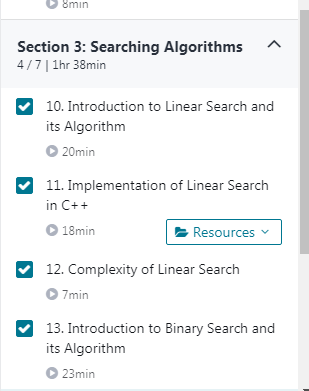 8min
Section 3: Searching Algorithms
4 / 7 | 1hr 38min
10. Introduction to Linear Search and
its Algorithm
20min
11. Implementation of Linear Search
in C++
18min
Resources
12. Complexity of Linear Search
7min
13. Introduction to Binary Search and
its Algorithm
23min